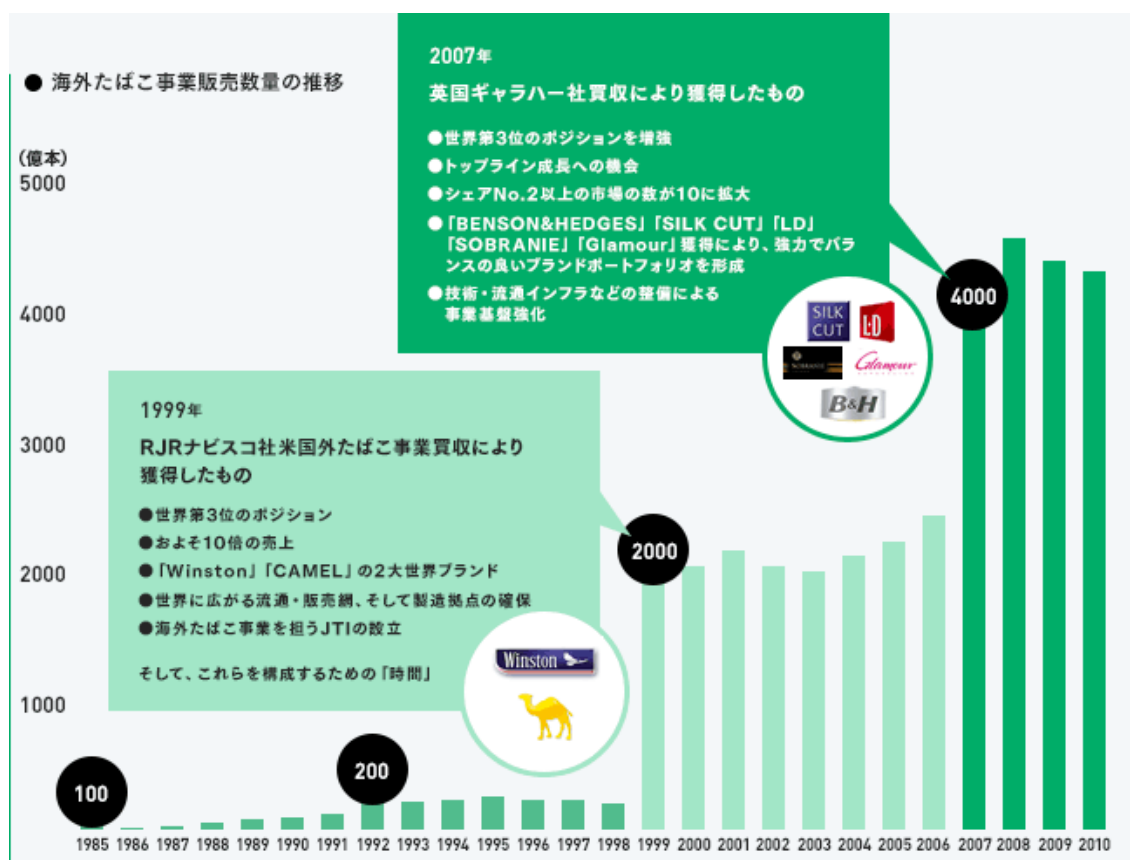 ● 海外たばこ事業販売数量の推移
(億本)
5000
4000
3000
2000
1000
2007年
英国ギャラハー社買収により獲得したもの
●世界第3位のポジションを増強
●トップライン成長への機会
●シェアNo.2以上の市場の数が10に拡大
●「BENSON&HEDGES」「SILK CUT」「LD」
「SOBRANIE」「Glamour」獲得により、強力でバラ
ンスの良いブランドポートフォリオを形成
●技術・流通インフラなどの整備による
事業基盤強化
SILK
CUT
LD
SOBRANIE
Glamour
B&H
4000
1999年
RJRナビスコ社米国外たばこ事業買収により
獲得したもの
●世界第3位のポジション
●およそ10倍の売上
●「Winston」「CAMEL」の2大世界ブランド
●世界に広がる流通・販売網、そして製造拠点の確保
●海外たばこ事業を担うJTIの設立
そして、これらを構成するための「時間」
Winston
2000
100
200
1985 1986 1987 1988 1989 1990 1991 1992 1993 1994 1995 1996 1997 1998 1999 2000 2001 2002 2003 2004 2005 2006 2007 2008 2009 2010